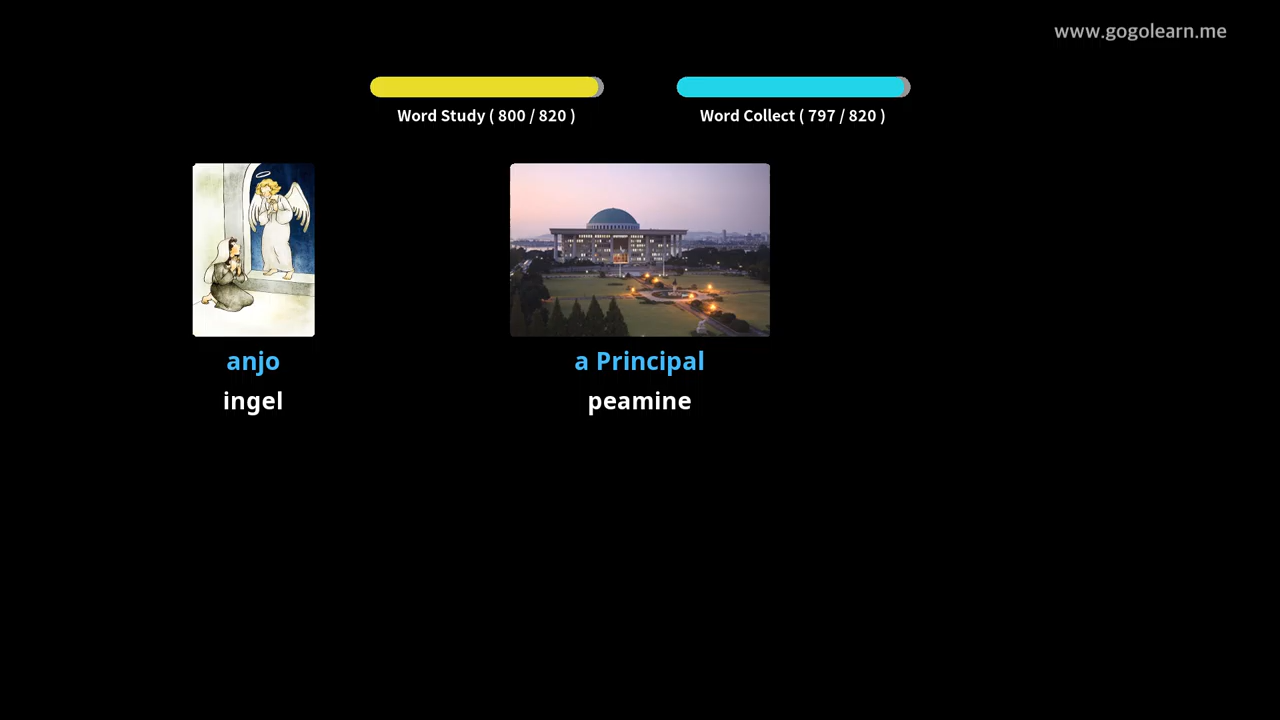 www.gogolearn.me
Word Study ( 800 / 820 )
Word Collect ( 797 / 820 )
anjo
ingel
a Principal
peamine